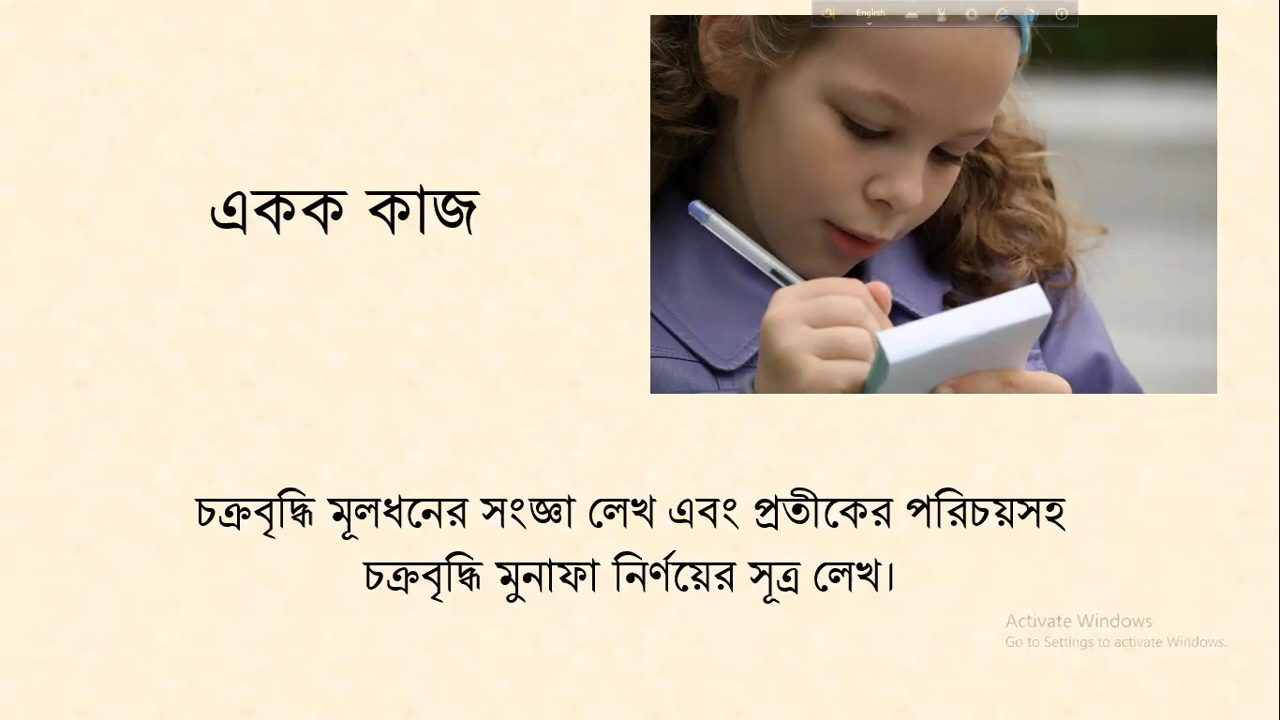 English
একক কাজ
চক্রবৃদ্ধি মূলধনের সংজ্ঞা লেখ এবং প্রতীকের পরিচয়সহ
চক্রবৃদ্ধি মুনাফা নির্ণয়ের সূত্র লেখ।
Activate Windows
Go to Settings to activate Windows.